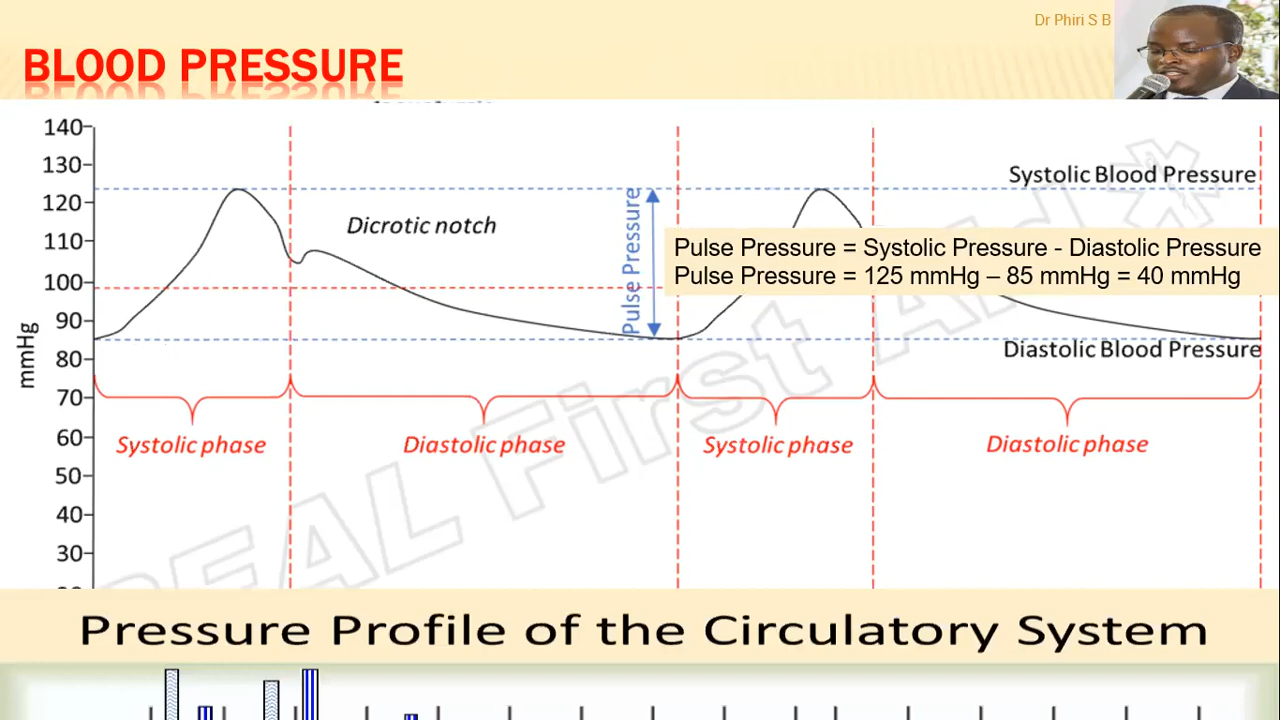 Dr Phiri S B
BLOOD PRESSURE
140
130
Systolic Blood Pressure
120
Dicrotic notch
Pulse Pressure
110
Pulse Pressure = Systolic Pressure - Diastolic Pressure
Pulse Pressure = 125 mmHg – 85 mmHg = 40 mmHg
100
90
mmHg
Diastolic Blood Pressure
80
70
60
Systolic phase
Diastolic phase
Systolic phase
Diastolic phase
50
40
30
REAL First Aid
Pressure Profile of the Circulatory System